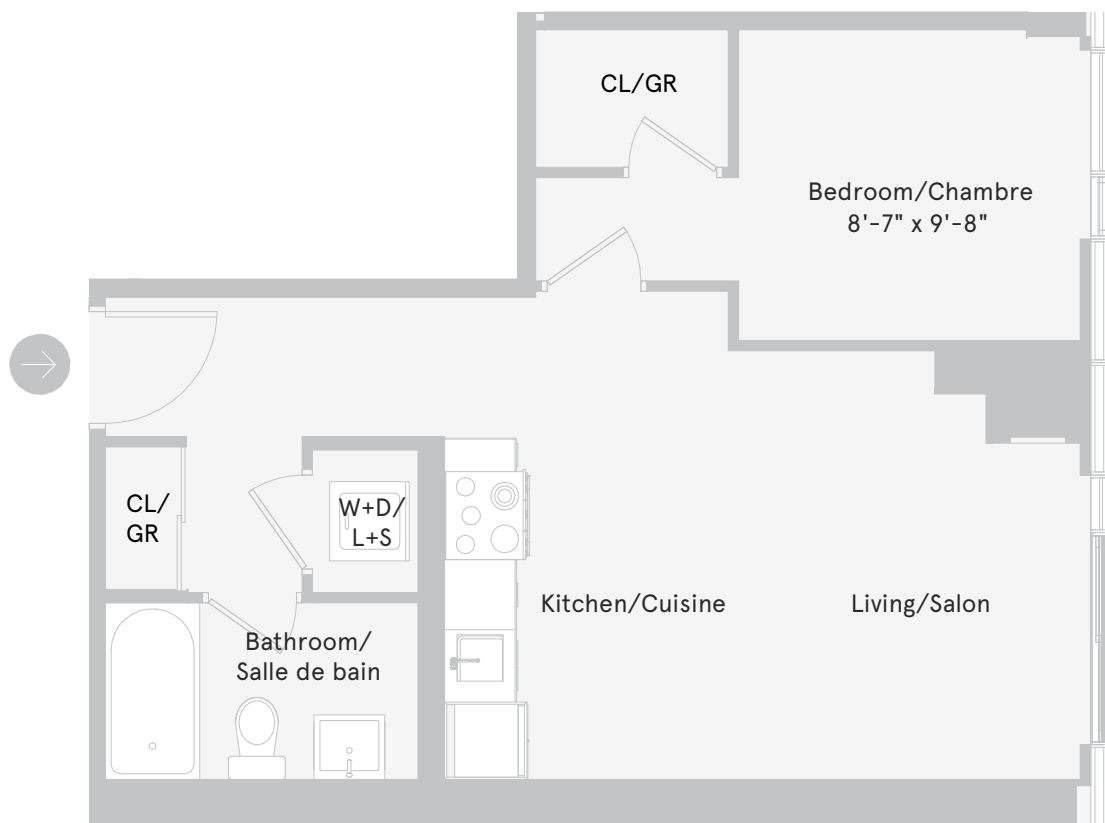 CL/GR
Bedroom/Chambre
8'-7" x 9'-8"
CL/
GR
W+D/
L+S
Kitchen/Cuisine
Living/Salon
Bathroom/
Salle de bain